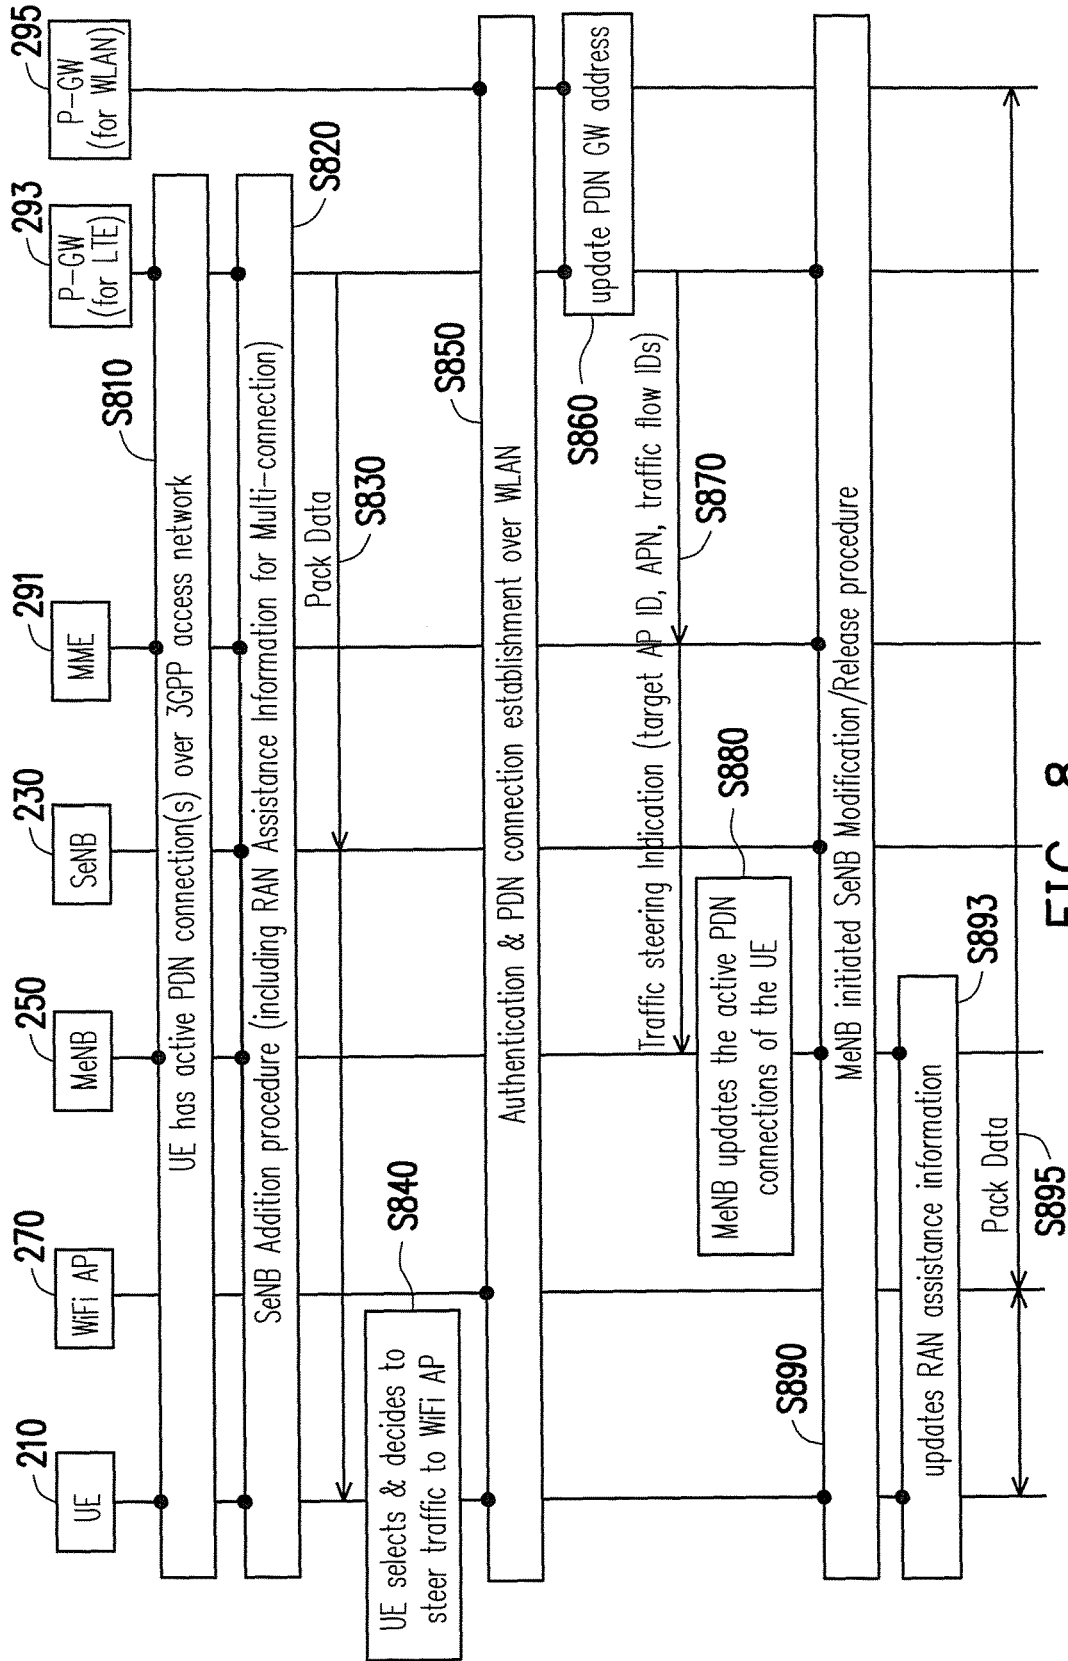 210
UE
270
WiFi AP
250
MeNB
230
SeNB
291
MME
293
P-GW
(for LTE)
295
P-GW
(for WLAN)
S810
UE has active PDN connection(s) over 3GPP access network
SeNB Addition procedure (including RAN Assistance Information for Multi-connection)
S820
Pack Data
S830
UE selects & decides to
steer traffic to WiFi AP
S840
S850
Authentication & PDN connection establishment over WLAN
update PDN GW address
S860
Traffic steering Indication (target AP ID, APN, traffic flow IDs)
S870
MeNB updates the active PDN
connections of the UE
S880
S890
MeNB initiated SeNB Modification/Release procedure
updates RAN assistance information
S893
Pack Data
S895
FIG. 8